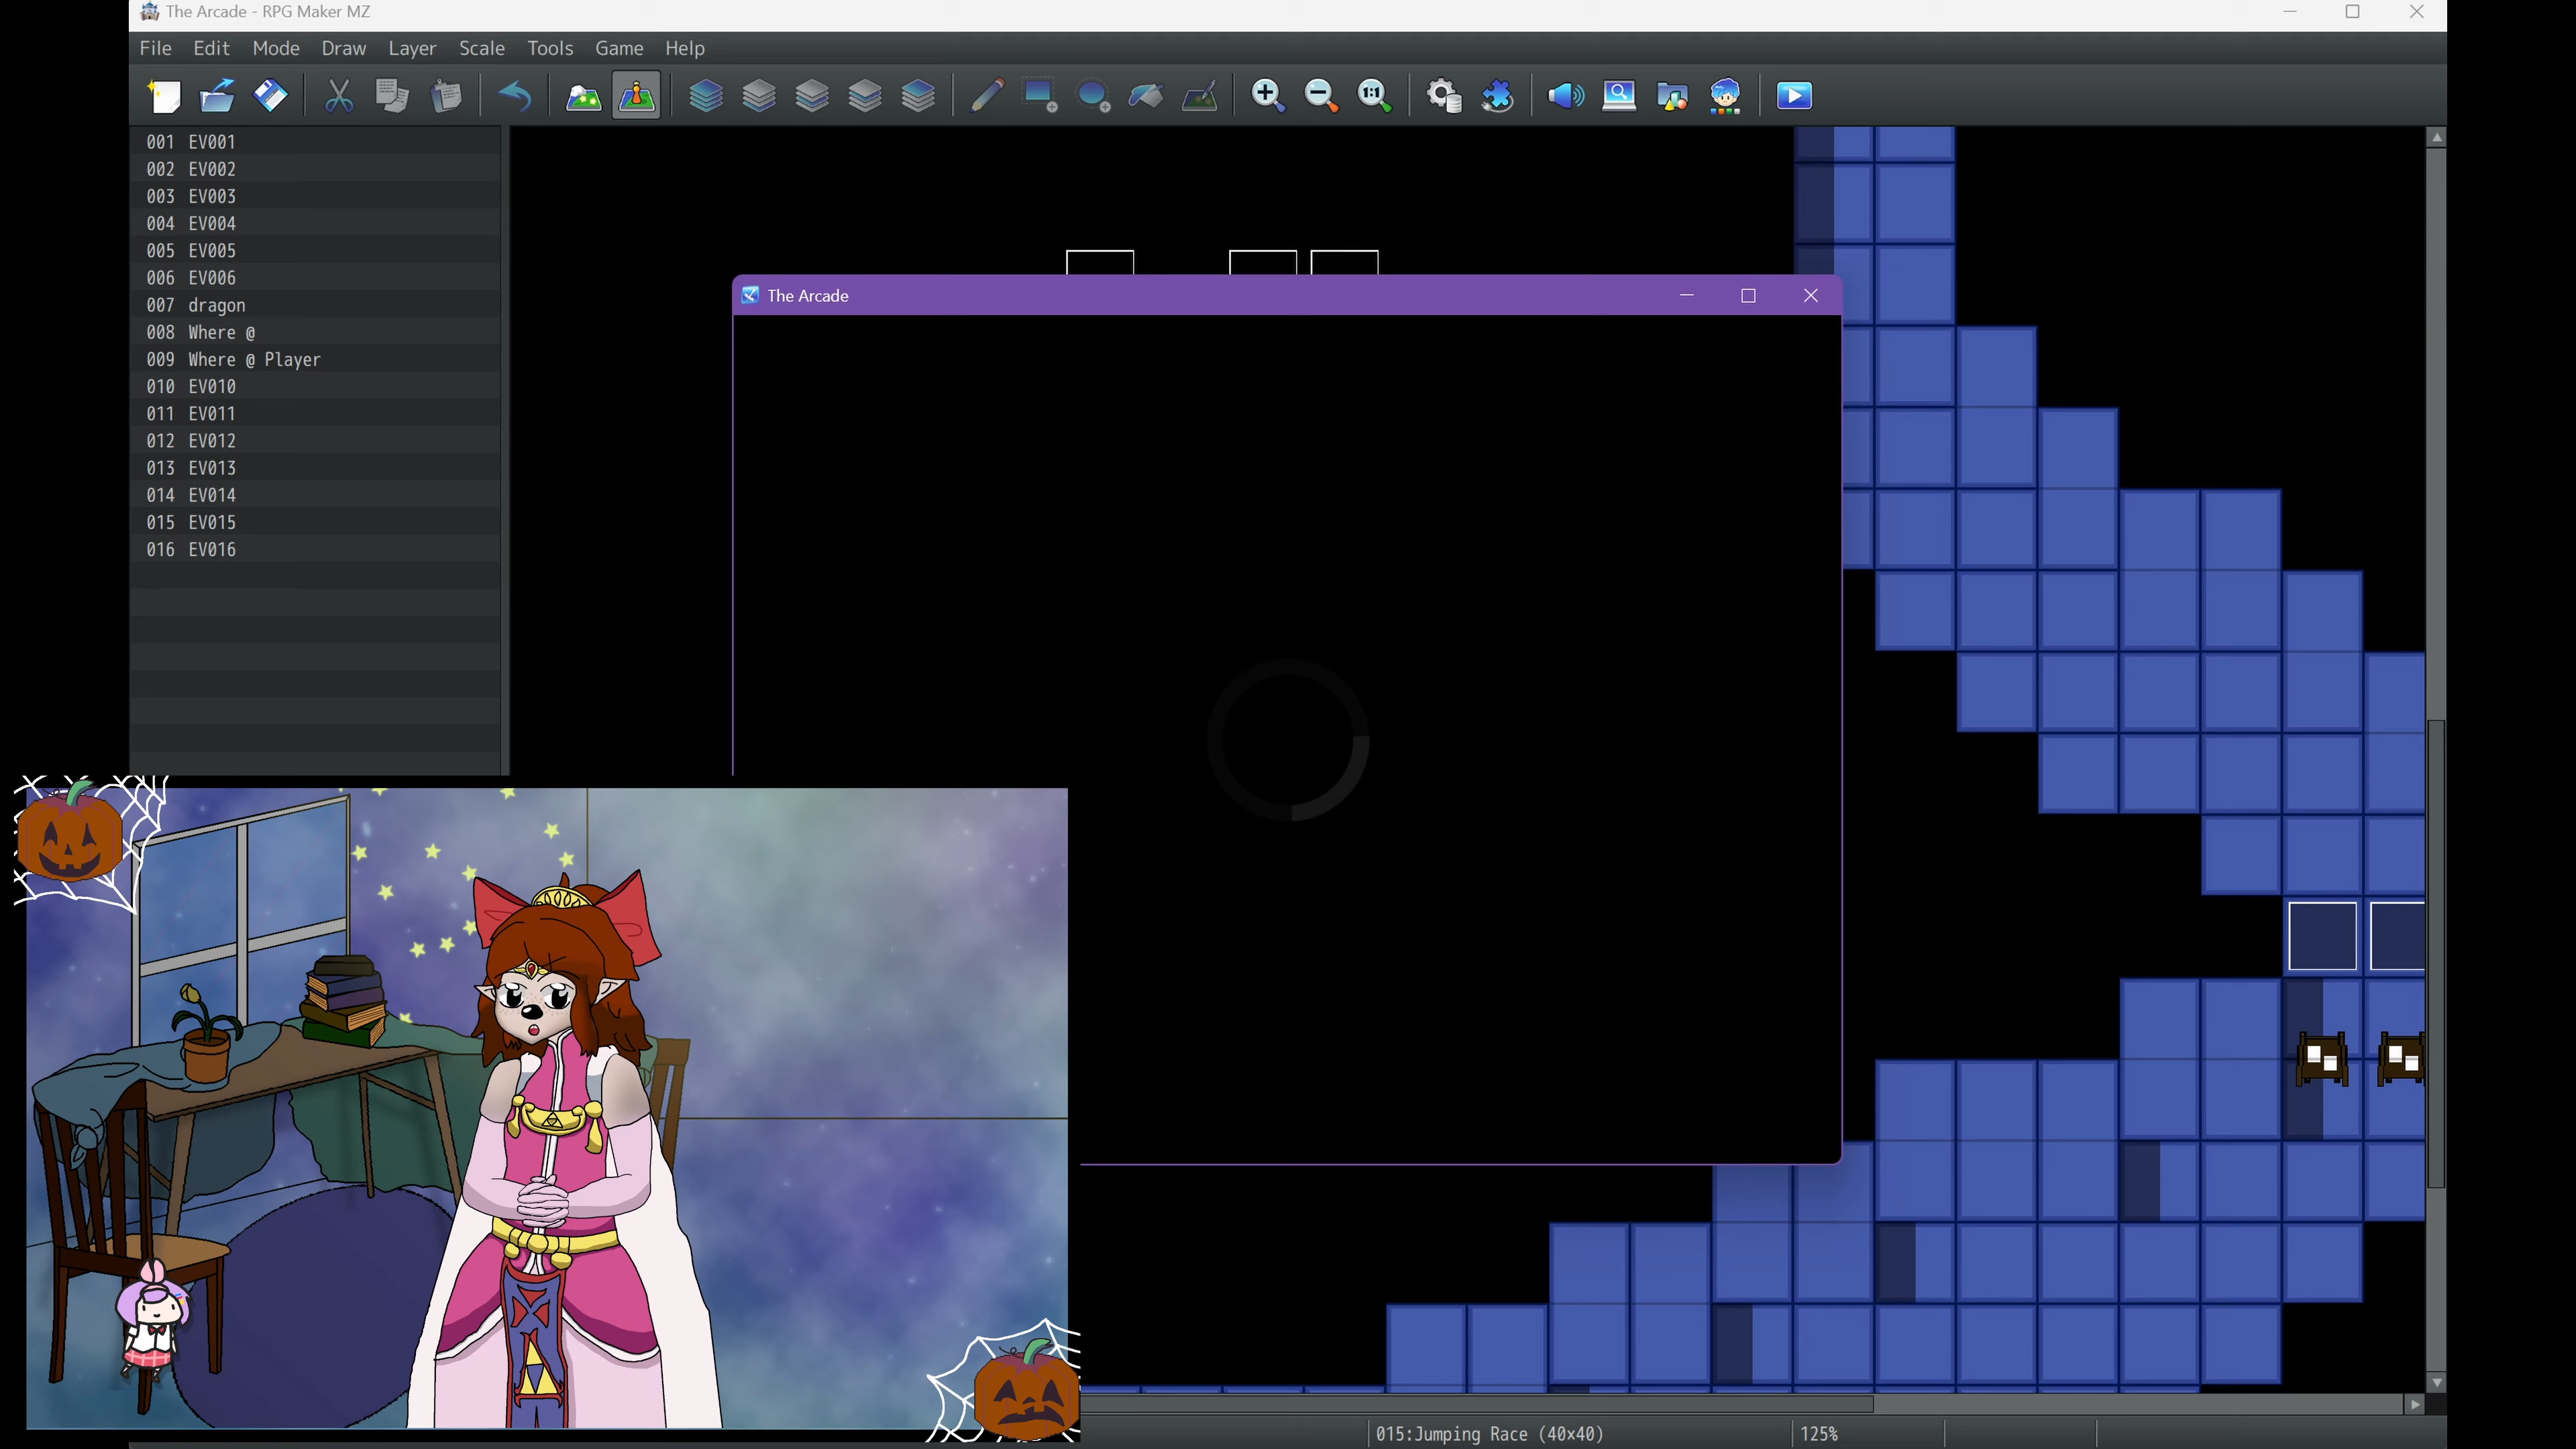 The Arcade - RPG Maker MZ
File Edit Mode Draw Layer Scale Tools Game Help
1:1
001 EV001
002 EV002
003 EV003
004 EV004
005 EV005
006 EV006
007 dragon
008 Where @
009 Where @ Player
010 EV010
011 EV011
012 EV012
013 EV013
014 EV014
015 EV015
016 EV016
The Arcade
015:Jumping Race (40x40) 125%